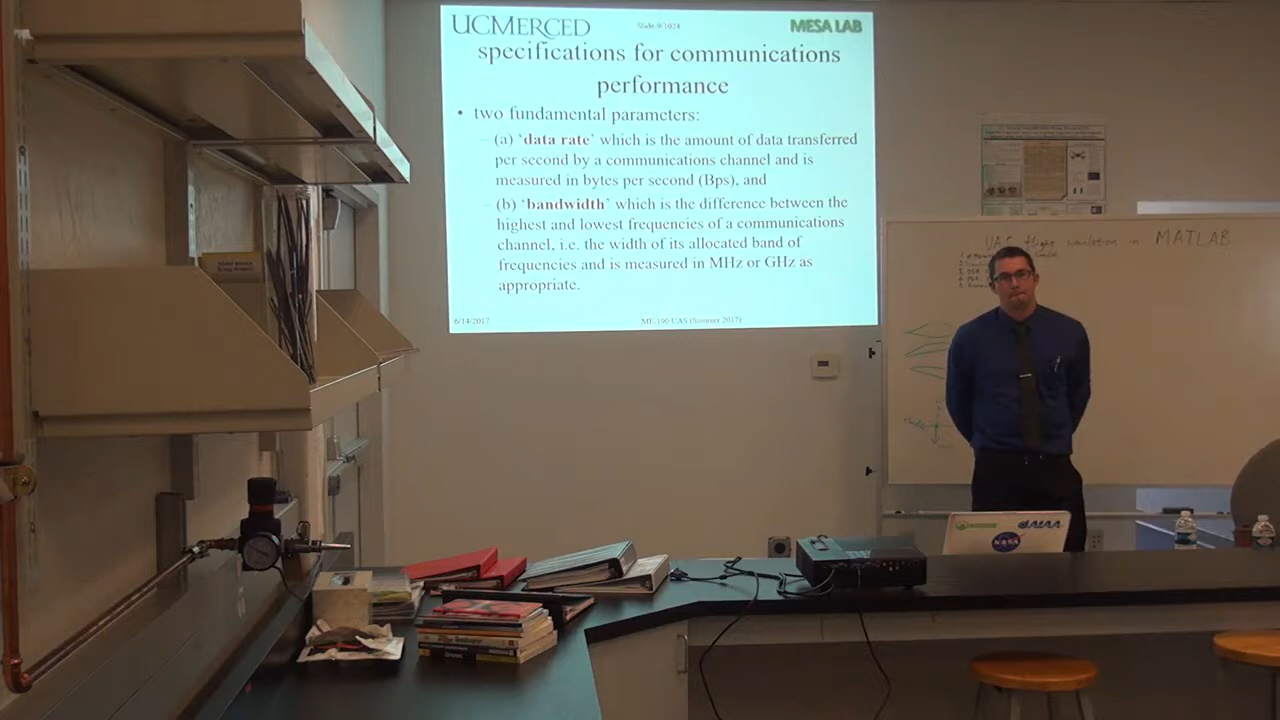 UCMERCED
Slide 9/1024
MESA LAB
specifications for communications
performance
• two fundamental parameters:
– (a) ‘data rate’ which is the amount of data transferred
per second by a communications channel and is
measured in bytes per second (Bps), and
– (b) ‘bandwidth’ which is the difference between the
highest and lowest frequencies of a communications
channel, i.e. the width of its allocated band of
frequencies and is measured in MHz or GHz as
appropriate.
6/14/2017
ME 190 UAS (Summer 2017)
UAS flight simulation in MATLAB
AIAA
NASA